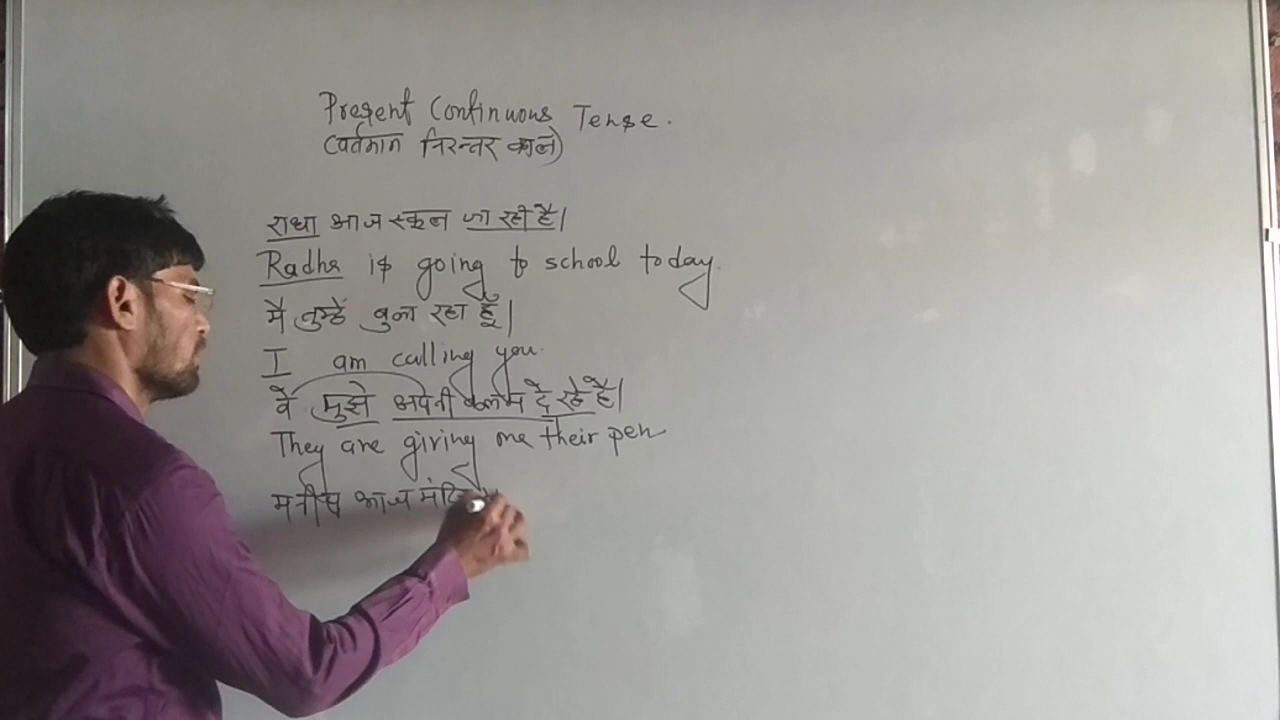 Present Continuous Tense.
(वर्तमान निरन्तर काल)
राधा आज स्कूल जा रही है।
Radha is going to school today.
मैं तुम्हें बुला रहा हूँ।
I am calling you.
वे मुझे अपनी कलम दे रहे है।
They are giving me their pen
मनीष आज